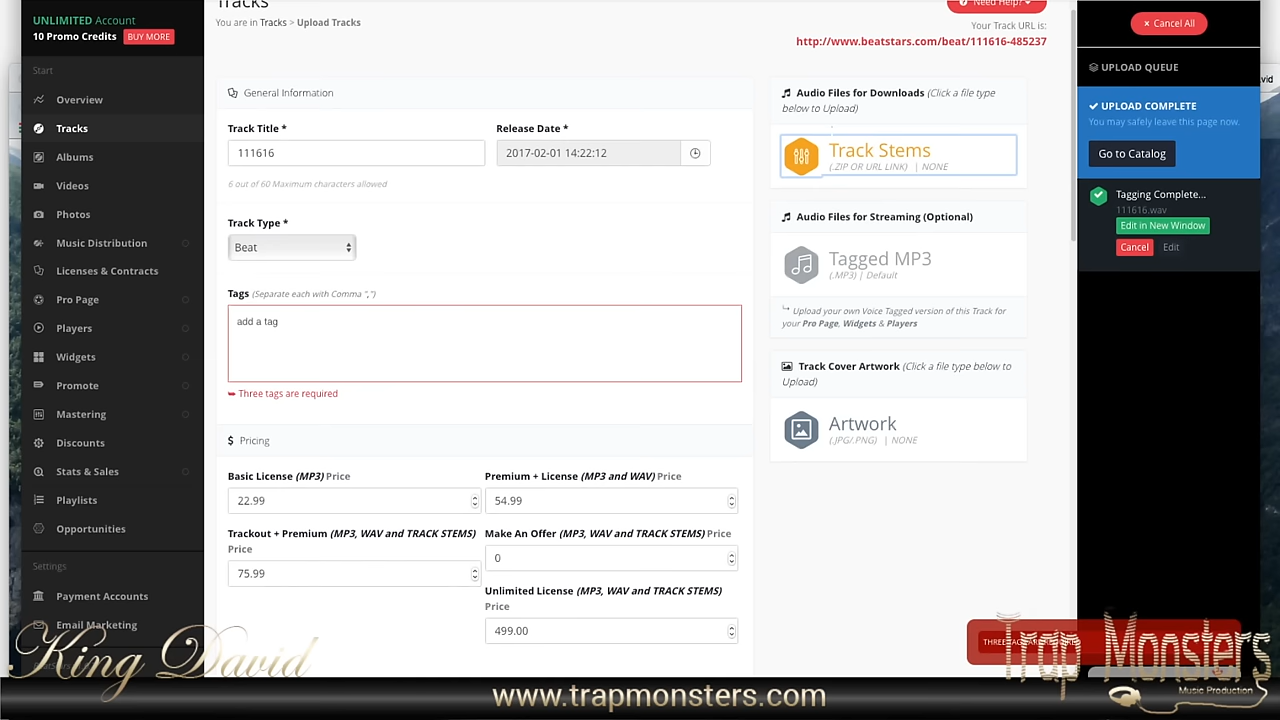 UNLIMITED Account
10 Promo Credits BUY MORE
Start
Overview
Tracks
Albums
Videos
Photos
Music Distribution
Licenses & Contracts
Pro Page
Players
Widgets
Promote
Mastering
Discounts
Stats & Sales
Playlists
Opportunities
Settings
Payment Accounts
Email Marketing
Tracks
You are in Tracks > Upload Tracks
Need Help?
Your Track URL is:
http://www.beatstars.com/beat/111616-485237
General Information
Track Title *
111616
6 out of 60 Maximum characters allowed
Release Date *
2017-02-01 14:22:12
Track Type *
Beat
Tags (Separate each with Comma ",")
add a tag
Three tags are required
$ Pricing
Basic License (MP3) Price
22.99
Premium + License (MP3 and WAV) Price
54.99
Trackout + Premium (MP3, WAV and TRACK STEMS)
Price
75.99
Make An Offer (MP3, WAV and TRACK STEMS) Price
0
Unlimited License (MP3, WAV and TRACK STEMS)
Price
499.00
Audio Files for Downloads (Click a file type
below to Upload)
Track Stems
(.ZIP OR URL LINK) | NONE
Audio Files for Streaming (Optional)
Tagged MP3
(.MP3) | Default
Upload your own Voice Tagged version of this Track for
your Pro Page, Widgets & Players
Track Cover Artwork (Click a file type below to
Upload)
Artwork
(.JPG/.PNG) | NONE
× Cancel All
UPLOAD QUEUE
UPLOAD COMPLETE
You may safely leave this page now.
Go to Catalog
Tagging Complete...
111616.wav
Edit in New Window
Cancel Edit
vid
King David
THREE TAG
Trap Monsters
Music Production
www.trapmonsters.com